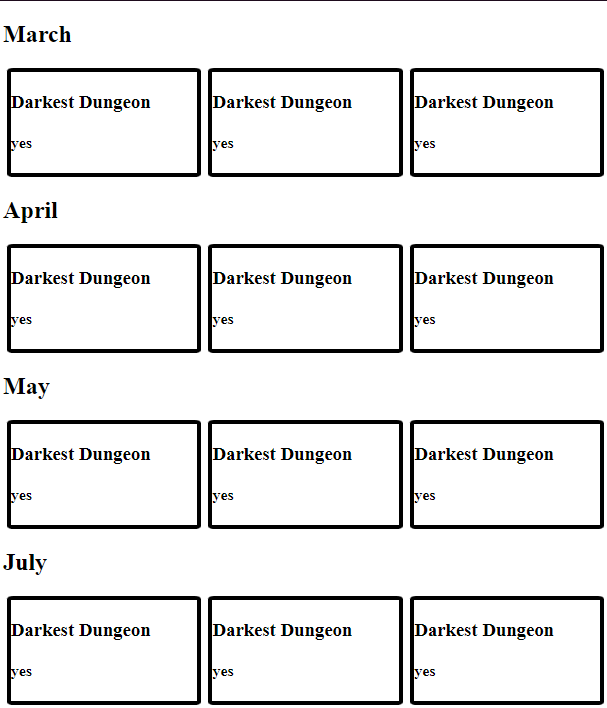 March
Darkest Dungeon Darkest Dungeon Darkest Dungeon
yes yes yes
April
Darkest Dungeon Darkest Dungeon Darkest Dungeon
yes yes yes
May
Darkest Dungeon Darkest Dungeon Darkest Dungeon
yes yes yes
July
Darkest Dungeon Darkest Dungeon Darkest Dungeon
yes yes yes